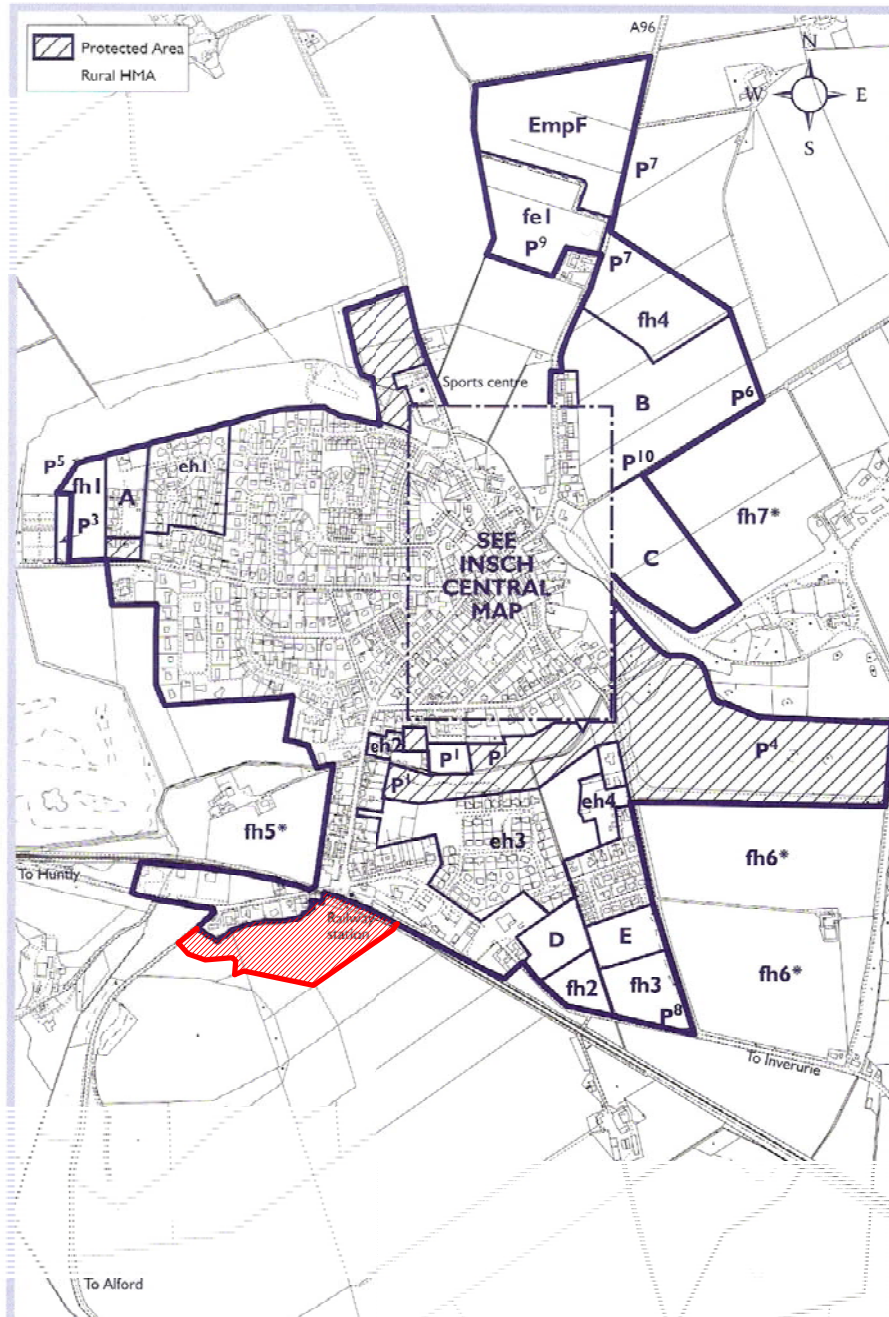 Protected Area
Rural HMA
A96
N
W E
S
EmpF
P7
fe1
P9
P7
fh4
Sports centre
B
P6
P5
eh1
P10
fh1
A
fh7*
P3
SEE
INSCH
CENTRAL
MAP
C
eh2
P1
P
P4
P1
eh4
fh5*
eh3
fh6*
To Huntly
Railway
station
D
E
fh6*
fh2
fh3
P8
To Inverurie
To Alford